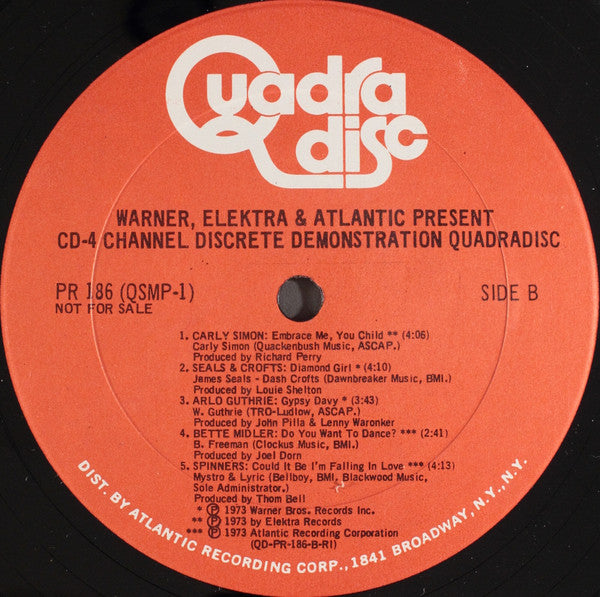 Quadra
disc
WARNER, ELEKTRA & ATLANTIC PRESENT
CD-4 CHANNEL DISCRETE DEMONSTRATION QUADRADISC
PR 186 (QSMP-1)
NOT FOR SALE
SIDE B
1. CARLY SIMON: Embrace Me, You Child ** (4:06)
Carly Simon (Quackenbush Music, ASCAP.)
Produced by Richard Perry
2. SEALS & CROFTS: Diamond Girl * (4:10)
James Seals - Dash Crofts (Dawnbreaker Music, BMI.)
Produced by Louie Shelton
3. ARLO GUTHRIE: Gypsy Davy * (3:43)
W. Guthrie (TRO-Ludlow, ASCAP.)
Produced by John Pilla & Lenny Waronker
4. BETTE MIDLER: Do You Want To Dance? *** (2:41)
B. Freeman (Clockus Music, BMI.)
Produced by Joel Dorn
5. SPINNERS: Could It Be I'm Falling In Love *** (4:13)
Mystro & Lyric (Bellboy, BMI, Blackwood Music,
Sole Administrator.)
Produced by Thom Bell
* ℗ 1973 Warner Bros. Records Inc.
** ℗ 1973 by Elektra Records
*** ℗ 1973 Atlantic Recording Corporation
(QD-PR-186-B-RI)
DIST. BY ATLANTIC RECORDING CORP., 1841 BROADWAY, N.Y., N.Y.